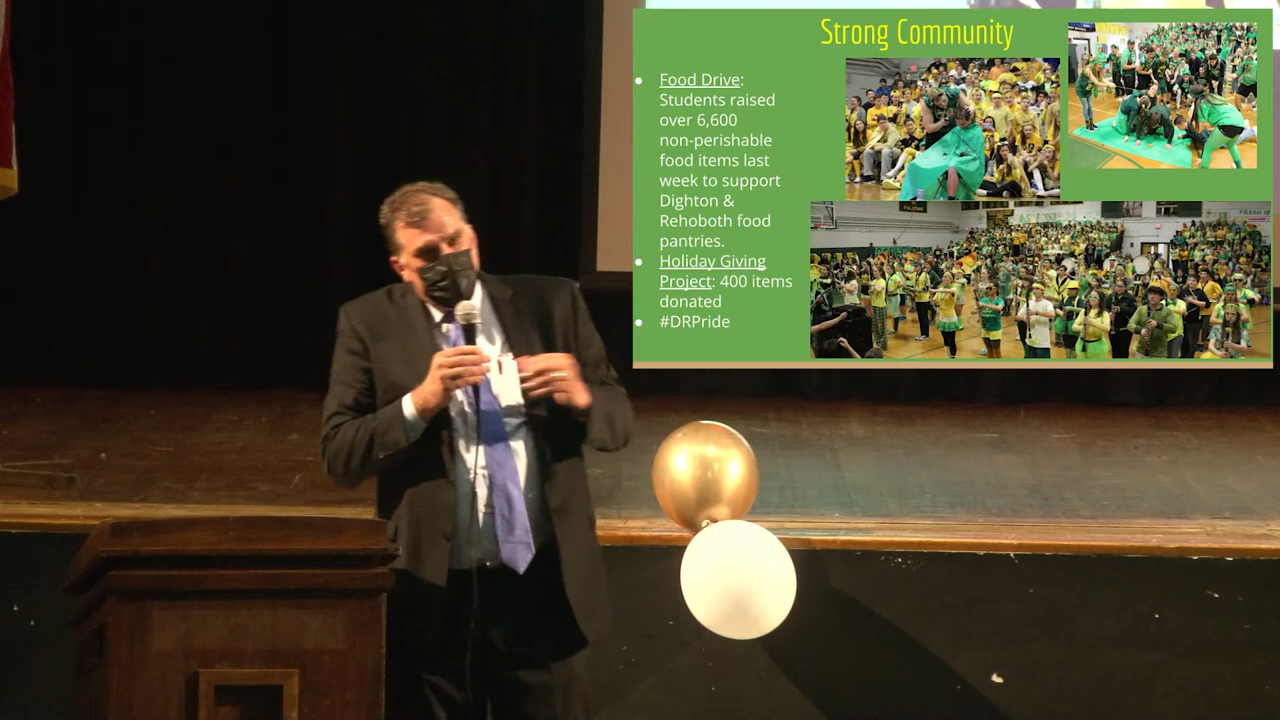 Strong Community
● Food Drive:
Students raised
over 6,600
non-perishable
food items last
week to support
Dighton &
Rehoboth food
pantries.
● Holiday Giving
Project: 400 items
donated
● #DRPride